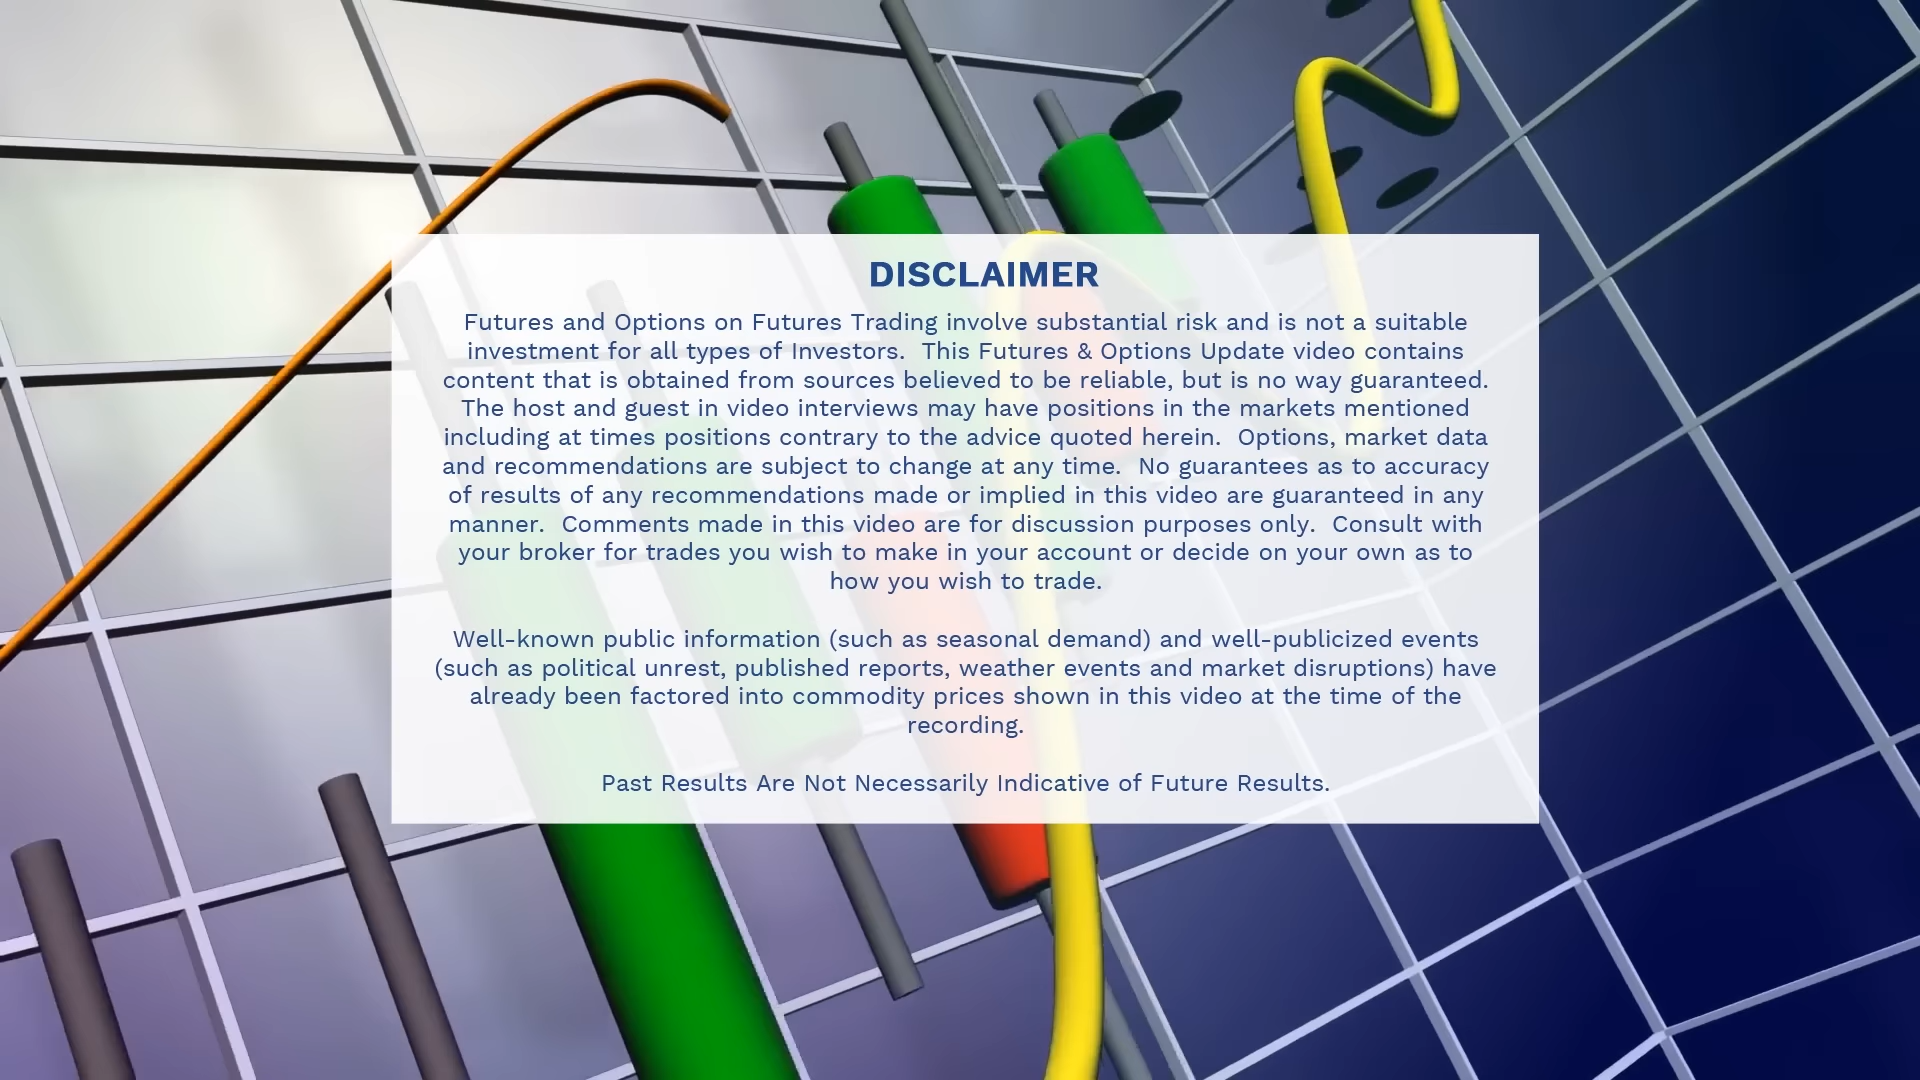 DISCLAIMER
Futures and Options on Futures Trading involve substantial risk and is not a suitable
investment for all types of Investors.  This Futures & Options Update video contains
content that is obtained from sources believed to be reliable, but is no way guaranteed.
The host and guest in video interviews may have positions in the markets mentioned
including at times positions contrary to the advice quoted herein.  Options, market data
and recommendations are subject to change at any time.  No guarantees as to accuracy
of results of any recommendations made or implied in this video are guaranteed in any
manner.  Comments made in this video are for discussion purposes only.  Consult with
your broker for trades you wish to make in your account or decide on your own as to
how you wish to trade.
Well-known public information (such as seasonal demand) and well-publicized events
(such as political unrest, published reports, weather events and market disruptions) have
already been factored into commodity prices shown in this video at the time of the
recording.
Past Results Are Not Necessarily Indicative of Future Results.